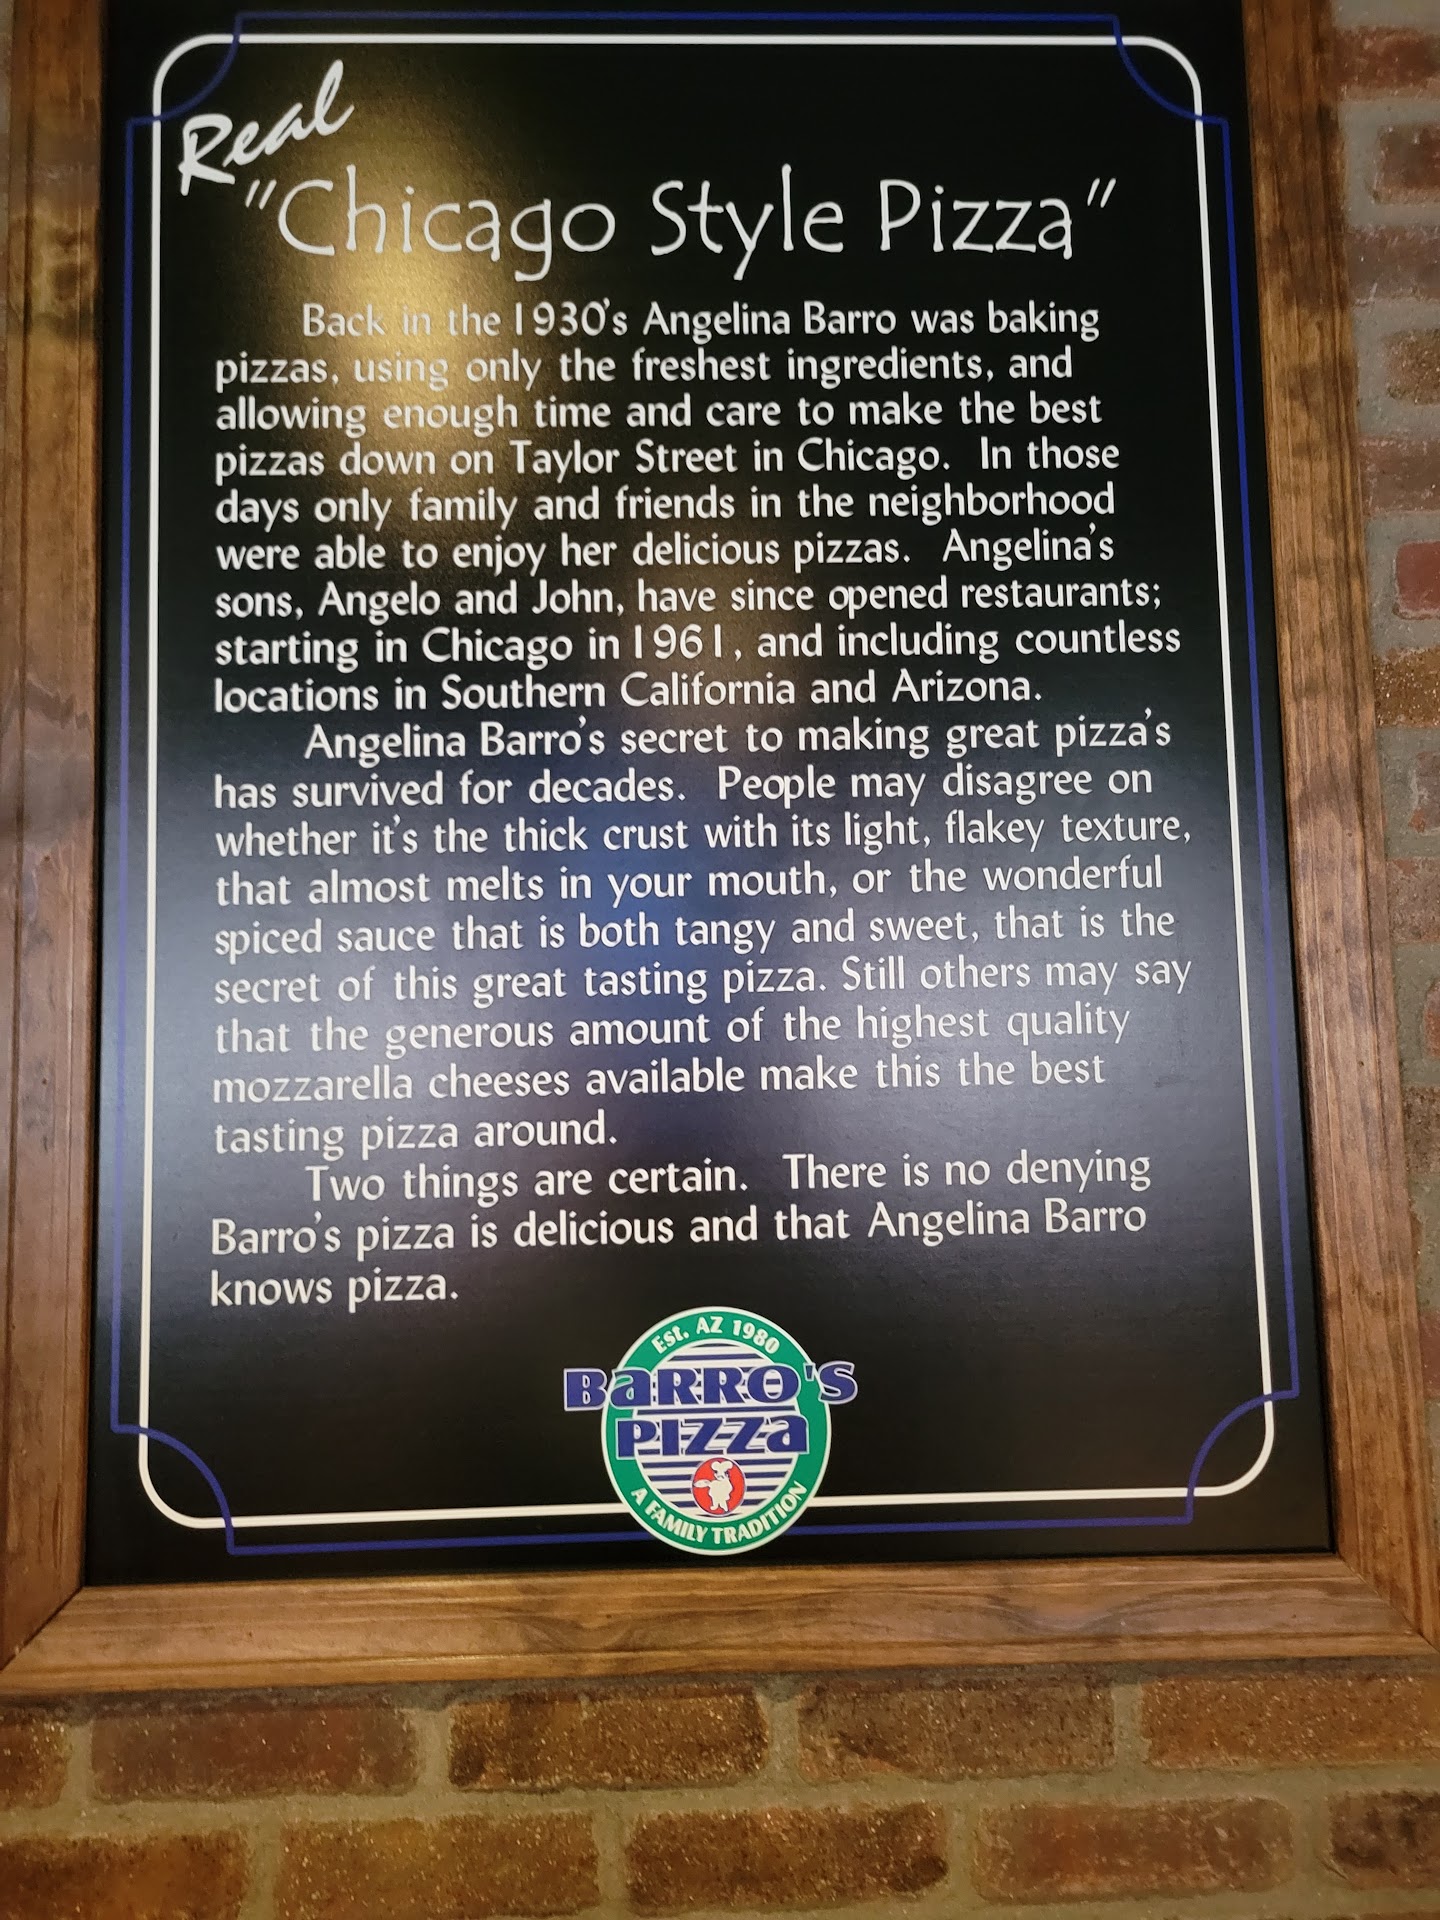 Real
"Chicago Style Pizza"
Back in the 1930's Angelina Barro was baking
pizzas, using only the freshest ingredients, and
allowing enough time and care to make the best
pizzas down on Taylor Street in Chicago. In those
days only family and friends in the neighborhood
were able to enjoy her delicious pizzas. Angelina's
sons, Angelo and John, have since opened restaurants;
starting in Chicago in 1961, and including countless
locations in Southern California and Arizona.
Angelina Barro's secret to making great pizza's
has survived for decades. People may disagree on
whether it's the thick crust with its light, flakey texture,
that almost melts in your mouth, or the wonderful
spiced sauce that is both tangy and sweet, that is the
secret of this great tasting pizza. Still others may say
that the generous amount of the highest quality
mozzarella cheeses available make this the best
tasting pizza around.
Two things are certain. There is no denying
Barro's pizza is delicious and that Angelina Barro
knows pizza.
Est. AZ 1980
BaRRO'S
PIZZa
A FAMILY TRADITION